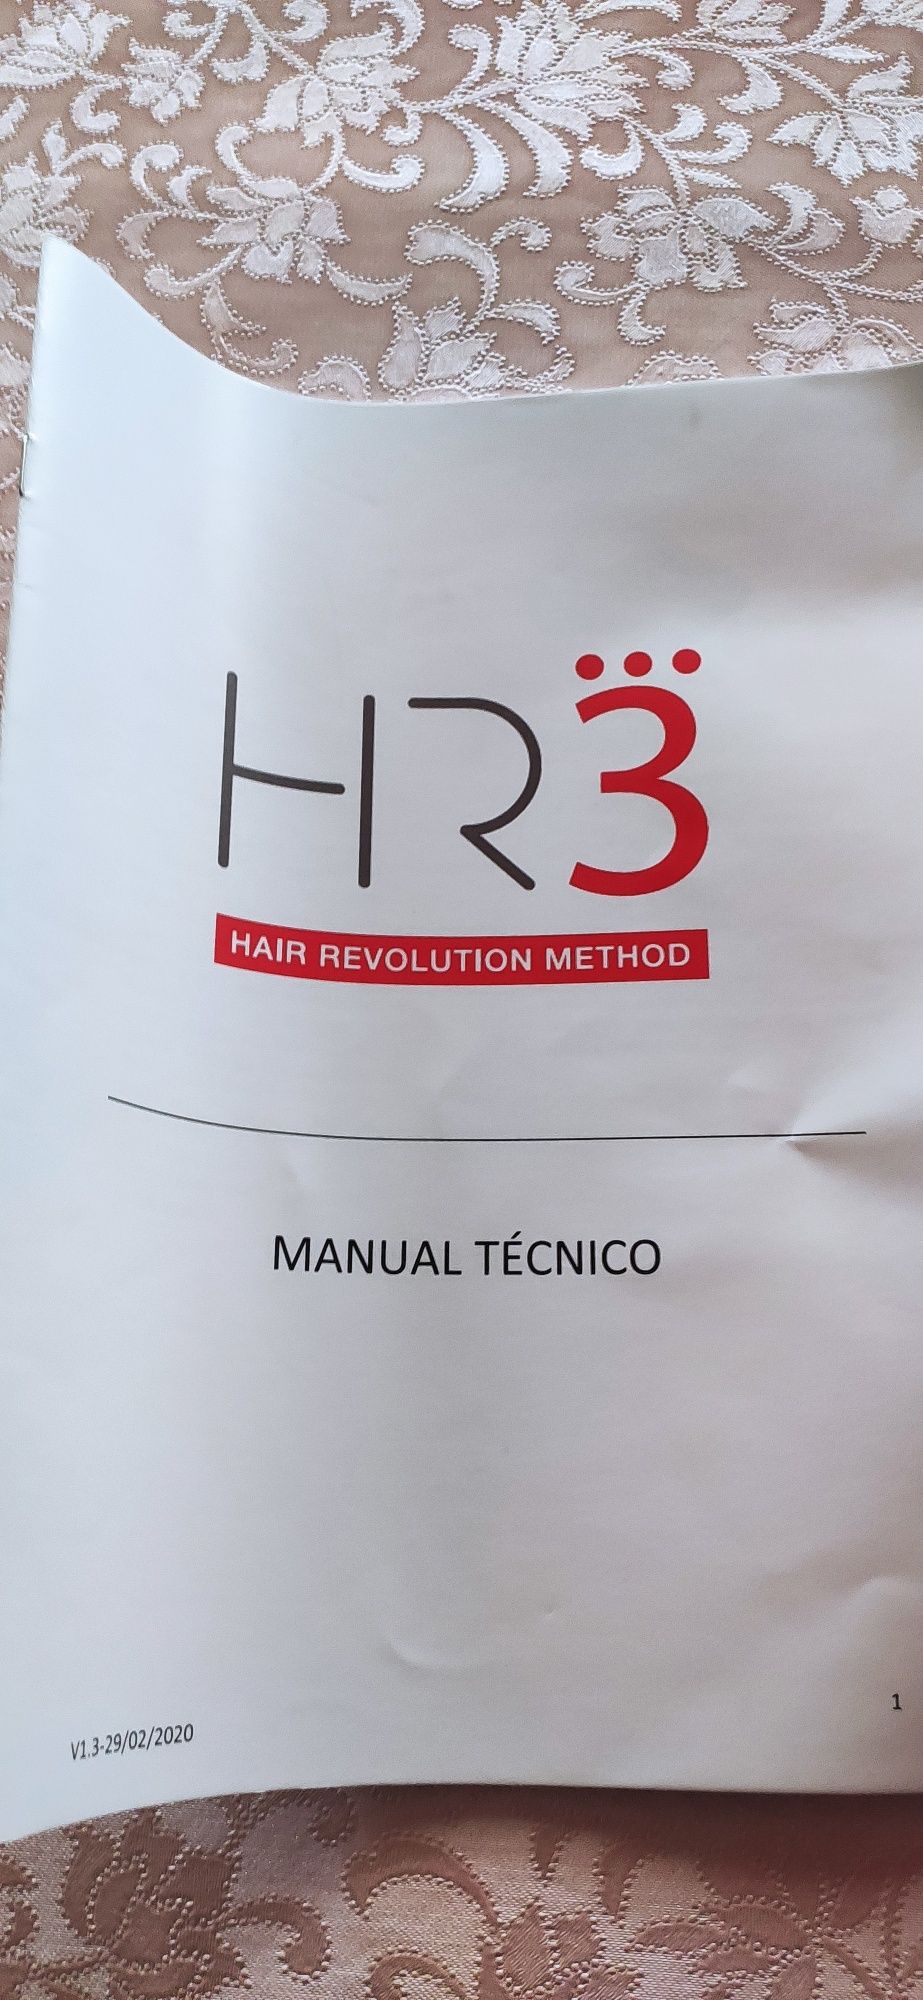 HR3
HAIR REVOLUTION METHOD
MANUAL TÉCNICO
1
V1.3-29/02/2020